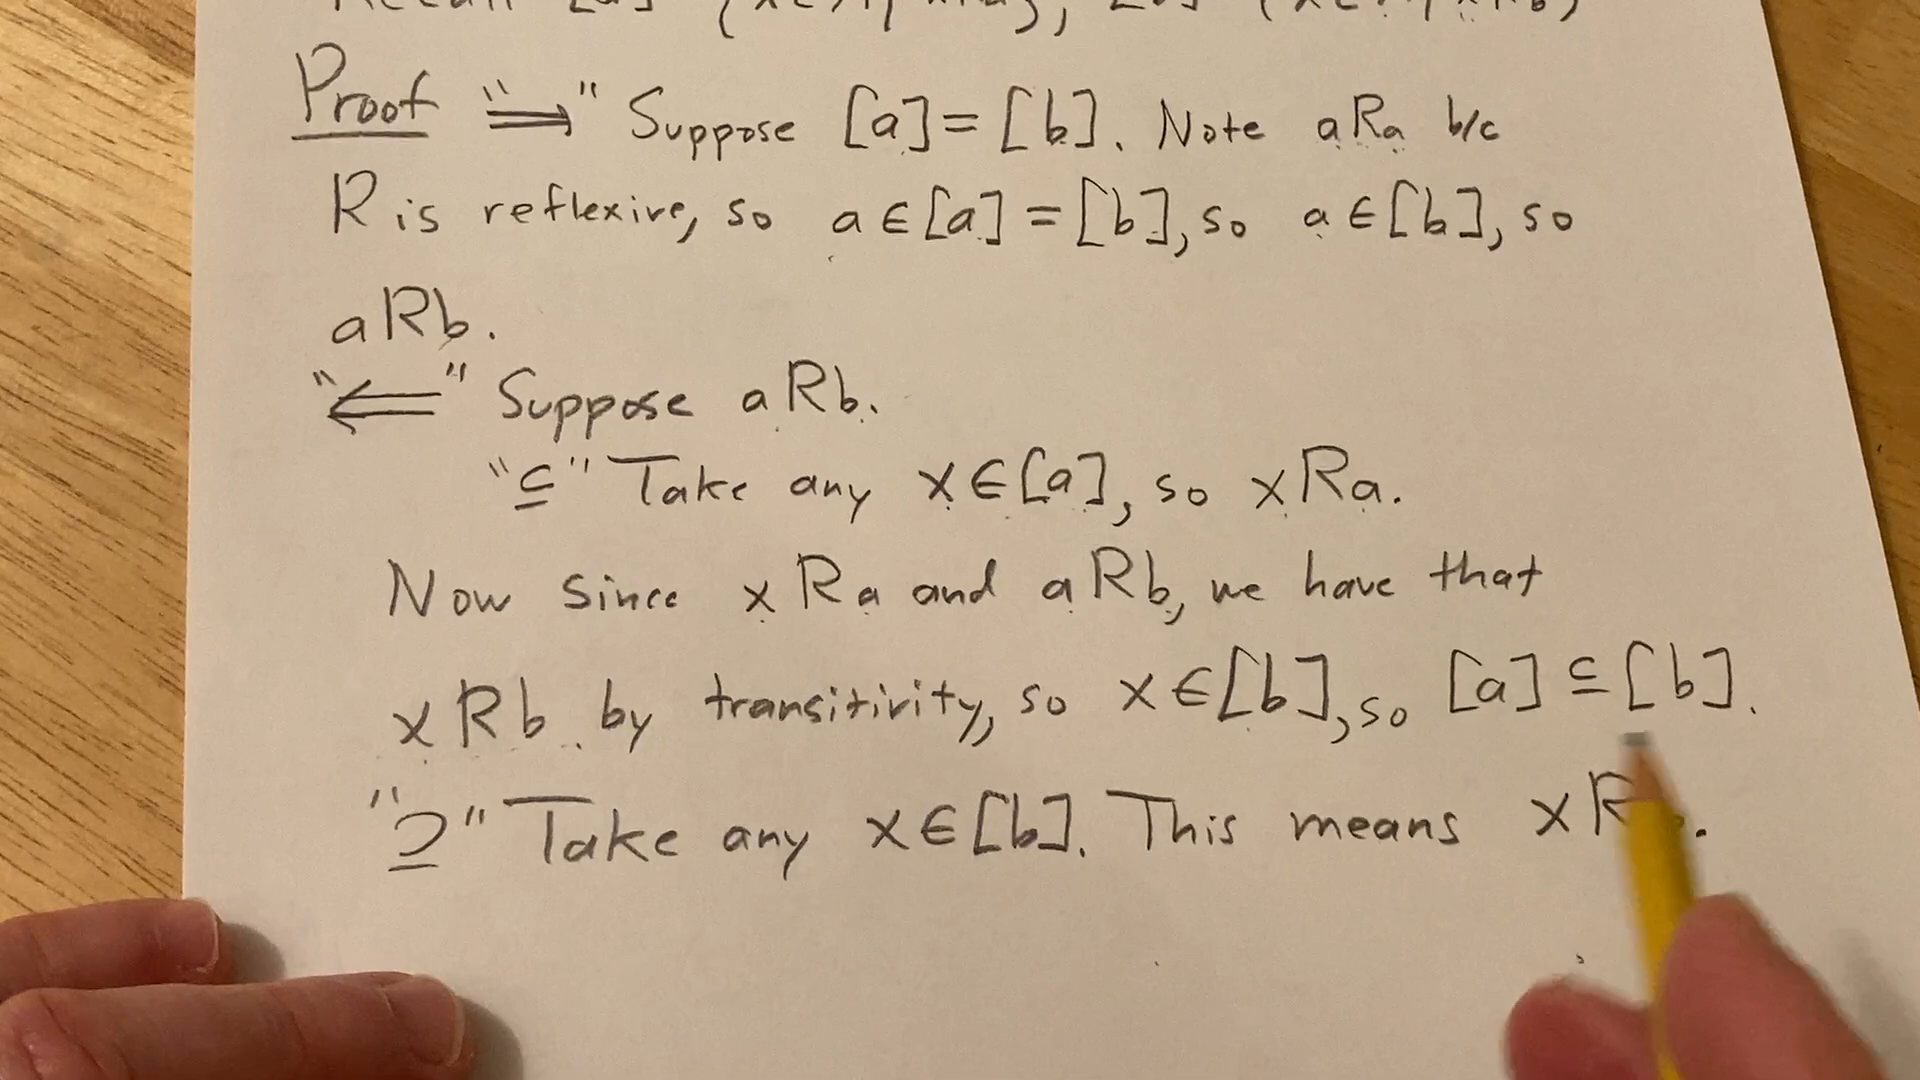 Proof "⟹" Suppose [a]=[b]. Note aRa b/c
R is reflexive, so a∈[a]=[b], so a∈[b], so
aRb.
"⟸" Suppose aRb.
"⊆" Take any x∈[a], so xRa.
Now since xRa and aRb, we have that
xRb by transitivity, so x∈[b], so [a]⊆[b].
"⊇" Take any x∈[b]. This means